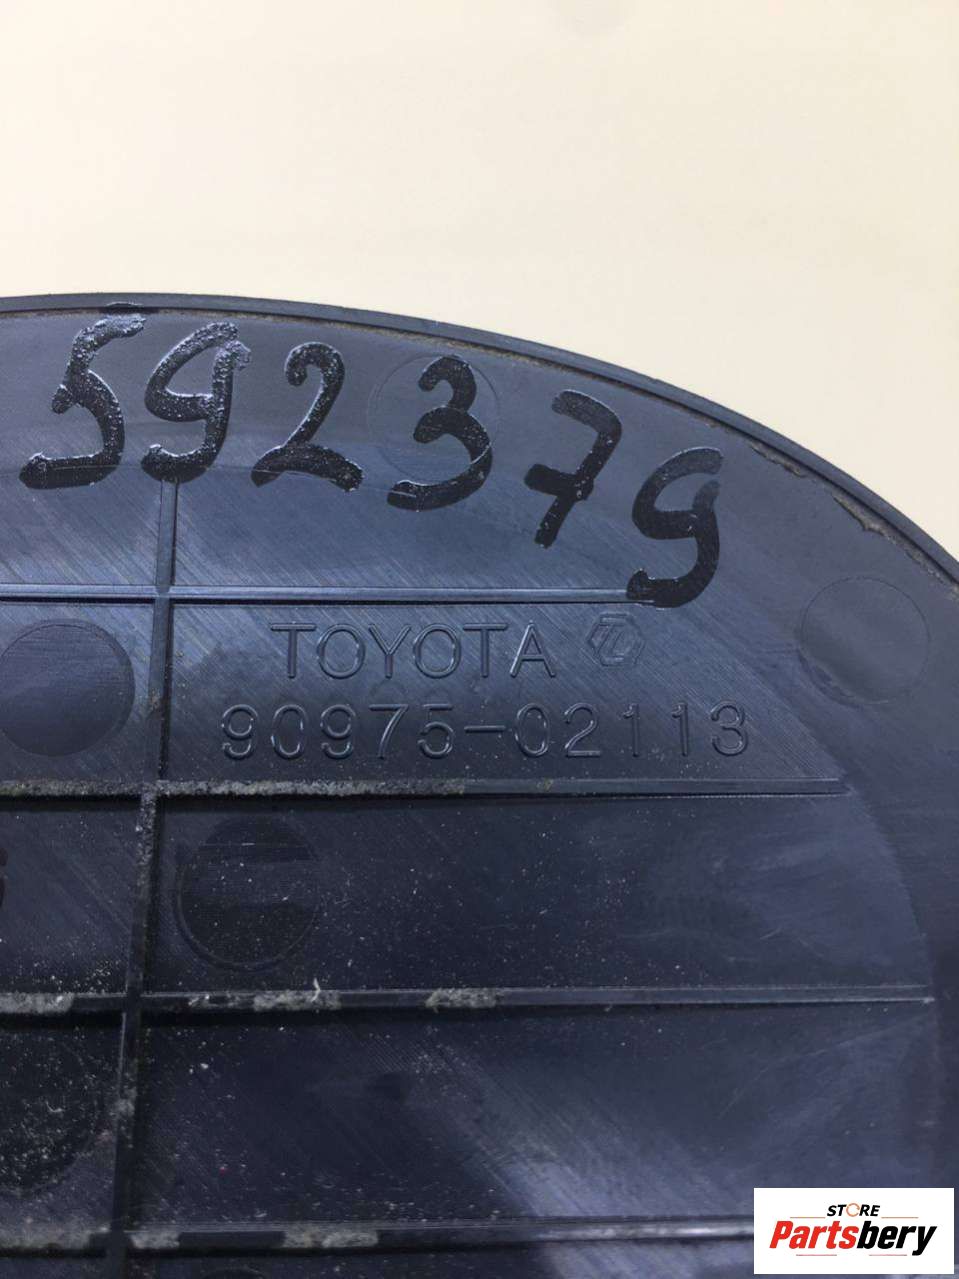 592379
TOYOTA
90975-02113
STORE
Partsbery